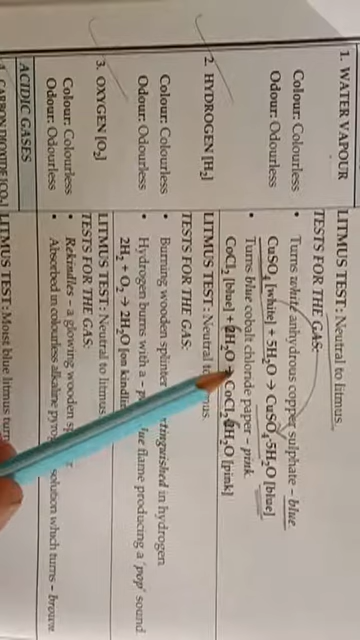 1. WATER VAPOUR
Colour: Colourless
Odour: Odourless
LITMUS TEST: Neutral to litmus.
TESTS FOR THE GAS:
• Turns white anhydrous copper sulphate – blue
CuSO₄ [white] + 5H₂O → CuSO₄.5H₂O [blue]
• Turns blue cobalt chloride paper – pink
CoCl₂ [blue] + 2H₂O → CoCl₂.2H₂O [pink]
2. HYDROGEN [H₂]
Colour: Colourless
Odour: Odourless
LITMUS TEST: Neutral to
TESTS FOR THE GAS:
• Burning wooden splinter in hydrogen
• Hydrogen burns with a flame producing a 'pop' sound
2H₂ + O₂ → 2H₂O [on
3. OXYGEN [O₂]
Colour: Colourless
Odour: Odourless
LITMUS TEST: Neutral to litmus
TESTS FOR THE GAS:
• Rekindles – a glowing wooden
• Absorbed in colourless alkaline solution which turns – brown
ACIDIC GASES
CARBON DIOXIDE [CO₂]
LITMUS TEST: Most blue litmus